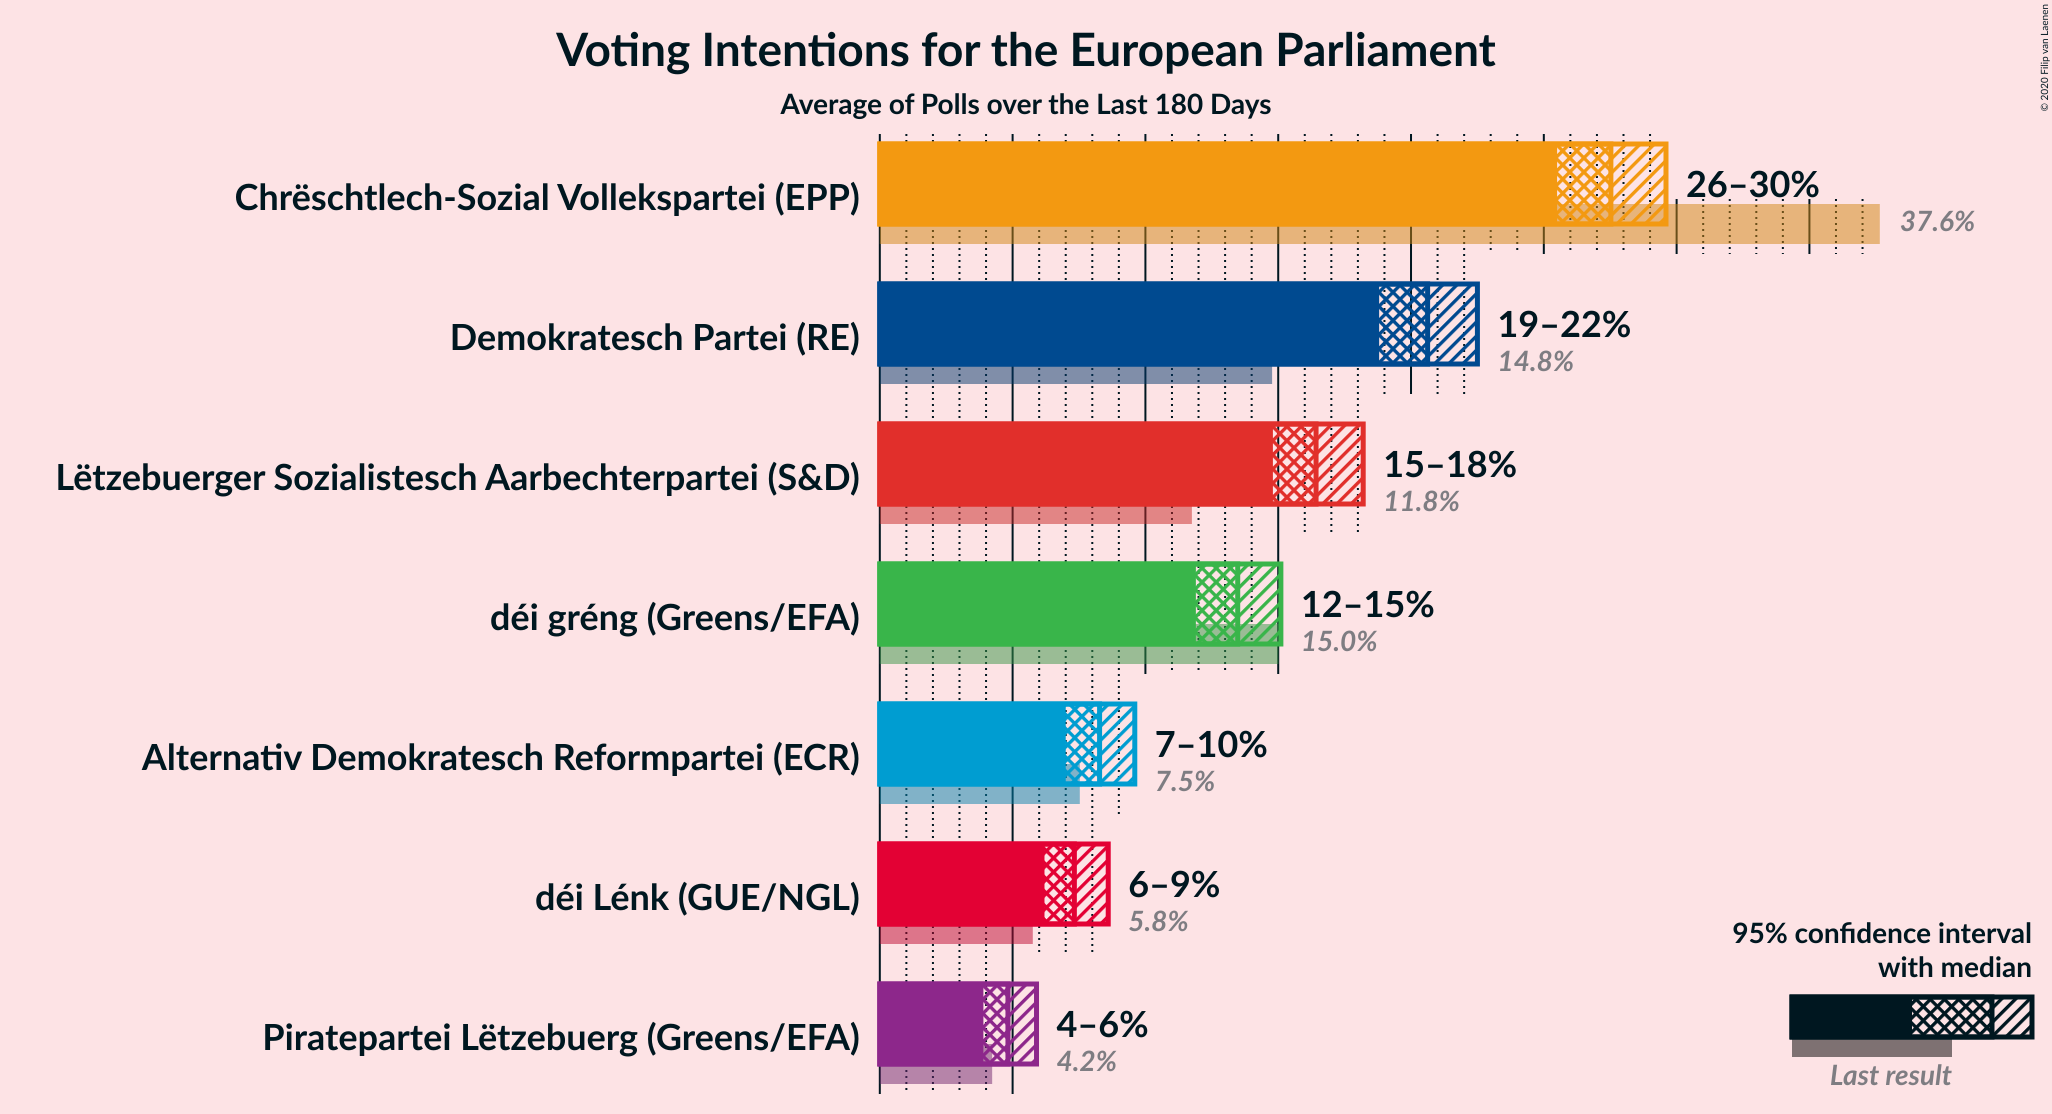 Voting Intentions for the European Parliament
Average of Polls over the Last 180 Days
© 2020 Filip van Laenen
Chrëschtlech-Sozial Vollekspartei (EPP)
26–30%
37.6%
Demokratesch Partei (RE)
19–22%
14.8%
Lëtzebuerger Sozialistesch Aarbechterpartei (S&D)
15–18%
11.8%
déi gréng (Greens/EFA)
12–15%
15.0%
Alternativ Demokratesch Reformpartei (ECR)
7–10%
7.5%
déi Lénk (GUE/NGL)
6–9%
5.8%
Piratepartei Lëtzebuerg (Greens/EFA)
4–6%
4.2%
95% confidence interval
with median
Last result